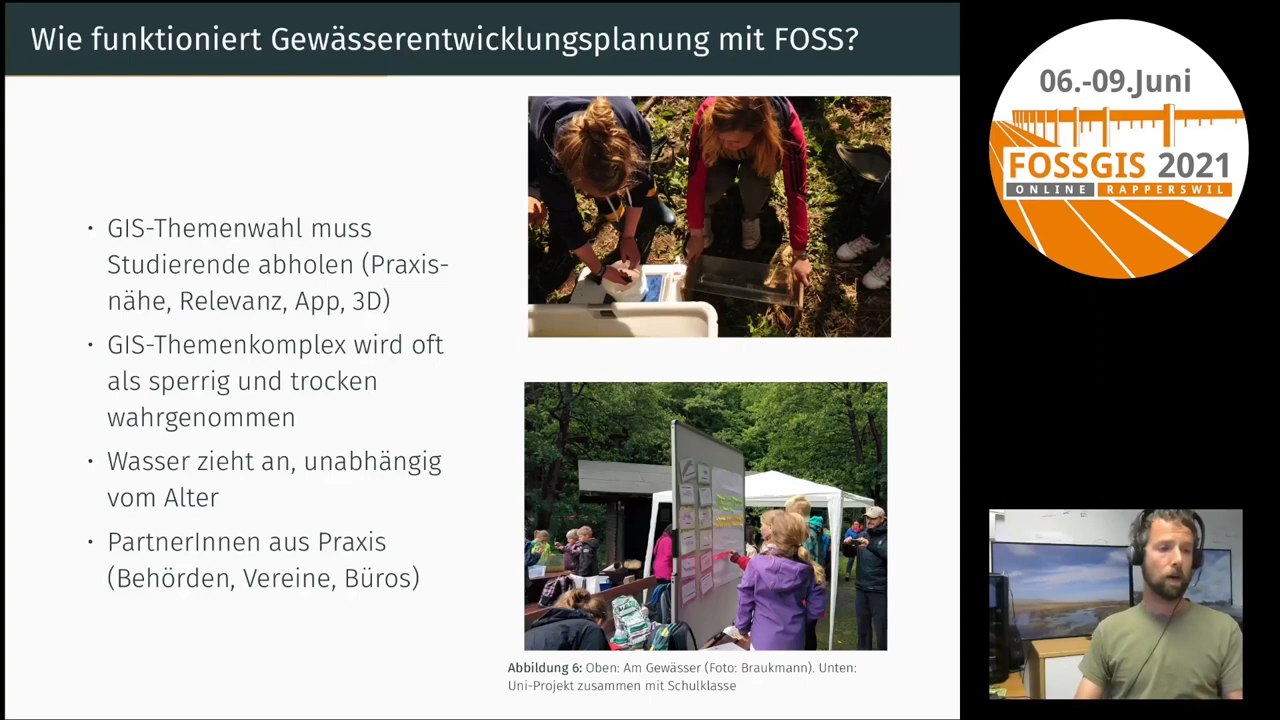 Wie funktioniert Gewässerentwicklungsplanung mit FOSS?
• GIS-Themenwahl muss
Studierende abholen (Praxis-
nähe, Relevanz, App, 3D)
• GIS-Themenkomplex wird oft
als sperrig und trocken
wahrgenommen
• Wasser zieht an, unabhängig
vom Alter
• PartnerInnen aus Praxis
(Behörden, Vereine, Büros)
Abbildung 6: Oben: Am Gewässer (Foto: Braukmann). Unten:
Uni-Projekt zusammen mit Schulklasse
06.-09.Juni
FOSSGIS 2021
ONLINE RAPPERSWIL